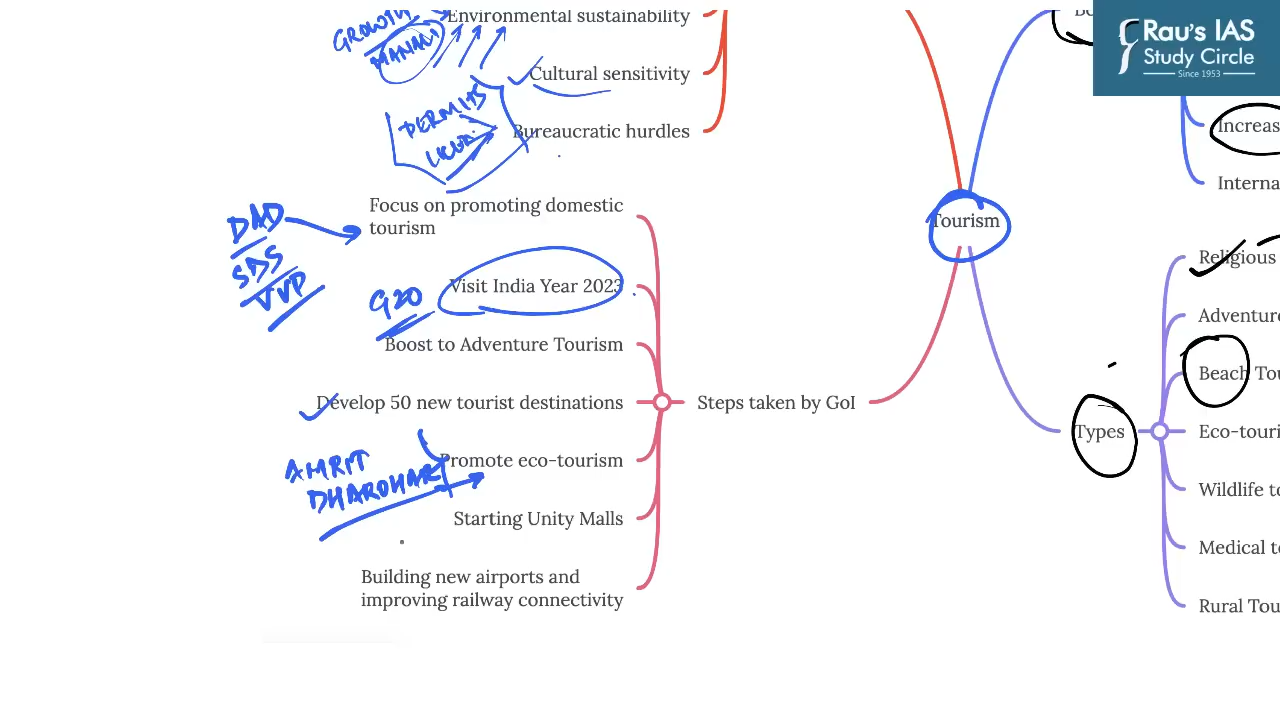 Environmental sustainability
GROWTH
MANALI
Cultural sensitivity
PERMITS
Bureaucratic hurdles
Focus on promoting domestic
tourism
DAD
SDS
VVP
Visit India Year 2023
G20
Boost to Adventure Tourism
Develop 50 new tourist destinations
Promote eco-tourism
AMRIT
DHAROHAR
Starting Unity Malls
Building new airports and
improving railway connectivity
Steps taken by GoI
Tourism
Types
Rau's IAS
Study Circle
Since 1953
Increas
Interna
Religious
Adventure
Beach Tou
Eco-touri
Wildlife to
Medical to
Rural Tou